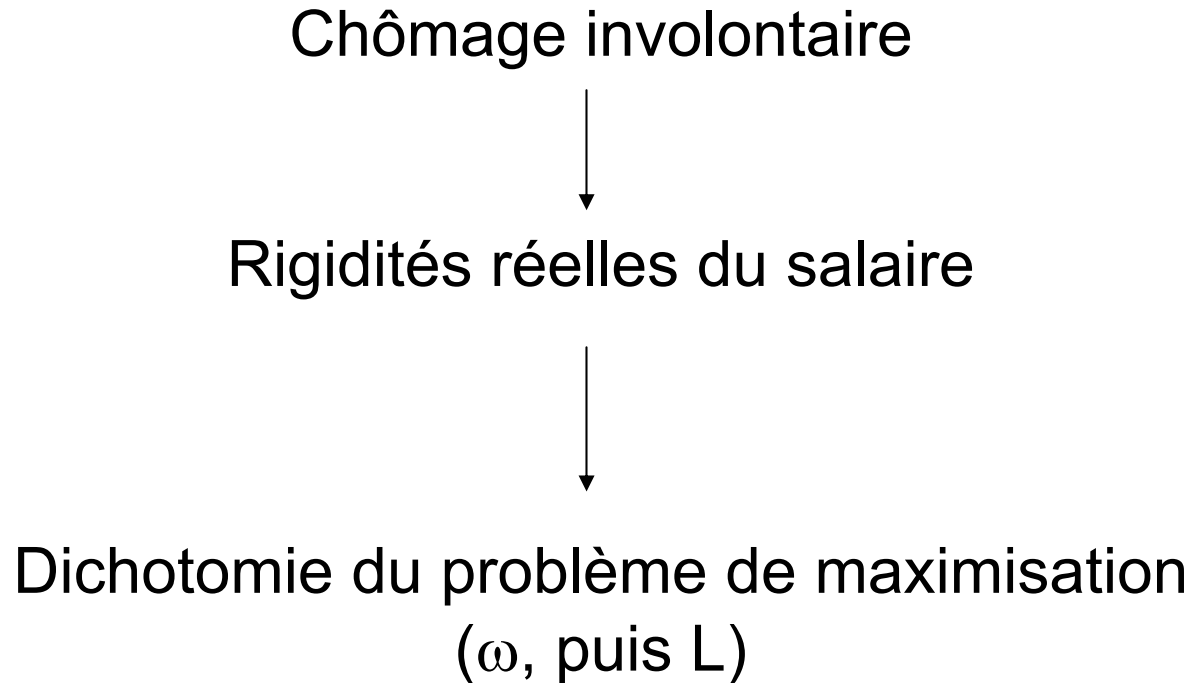 Chômage involontaire
Rigidités réelles du salaire
Dichotomie du problème de maximisation
(ω, puis L)